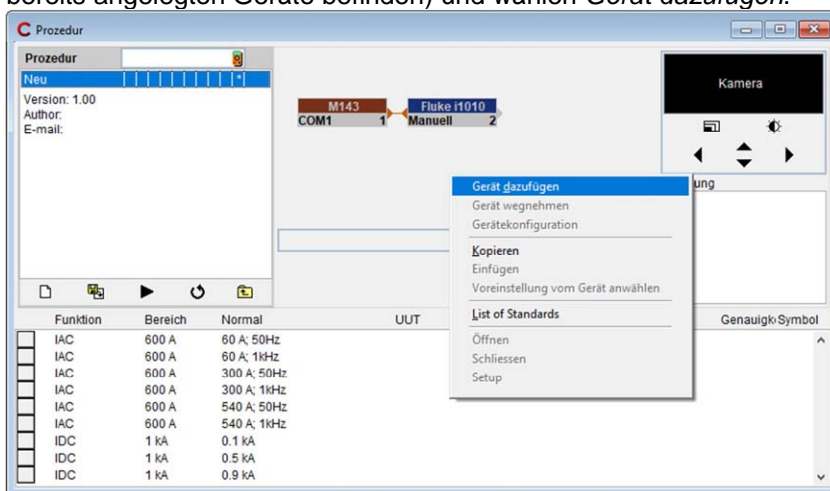 bereits angelegten Geräte befinden) und wählen Gerät dazufügen.
C Prozedur
Prozedur
Neu *
Version: 1.00
Author:
E-mail:
M143
COM1 1
Fluke i1010
Manuell 2
Kamera
ung
Gerät dazufügen
Gerät wegnehmen
Gerätekonfiguration
Kopieren
Einfügen
Voreinstellung vom Gerät anwählen
List of Standards
Öffnen
Schliessen
Setup
Funktion Bereich Normal UUT Genauigk Symbol
IAC 600 A 60 A; 50Hz
IAC 600 A 60 A; 1kHz
IAC 600 A 300 A; 50Hz
IAC 600 A 300 A; 1kHz
IAC 600 A 540 A; 50Hz
IAC 600 A 540 A; 1kHz
IDC 1 kA 0.1 kA
IDC 1 kA 0.5 kA
IDC 1 kA 0.9 kA